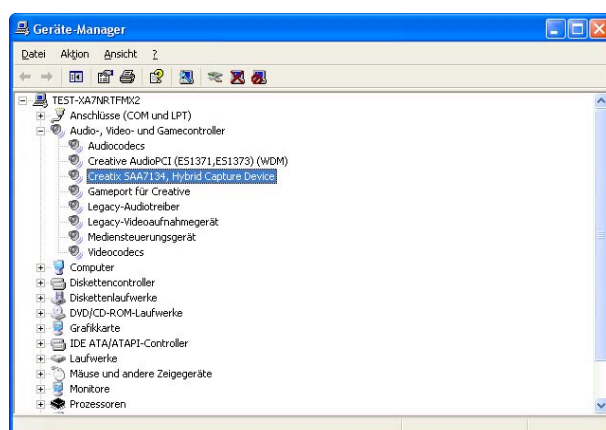 Geräte-Manager
Datei Aktion Ansicht ?
TEST-XA7NRTFMX2
Anschlüsse (COM und LPT)
Audio-, Video- und Gamecontroller
Audiocodecs
Creative AudioPCI (ES1371,ES1373) (WDM)
Creatix SAA7134, Hybrid Capture Device
Gameport für Creative
Legacy-Audiotreiber
Legacy-Videoaufnahmegerät
Mediensteuerungsgerät
Videocodecs
Computer
Diskettencontroller
Diskettenlaufwerke
DVD/CD-ROM-Laufwerke
Grafikkarte
IDE ATA/ATAPI-Controller
Laufwerke
Mäuse und andere Zeigegeräte
Monitore
Prozessoren